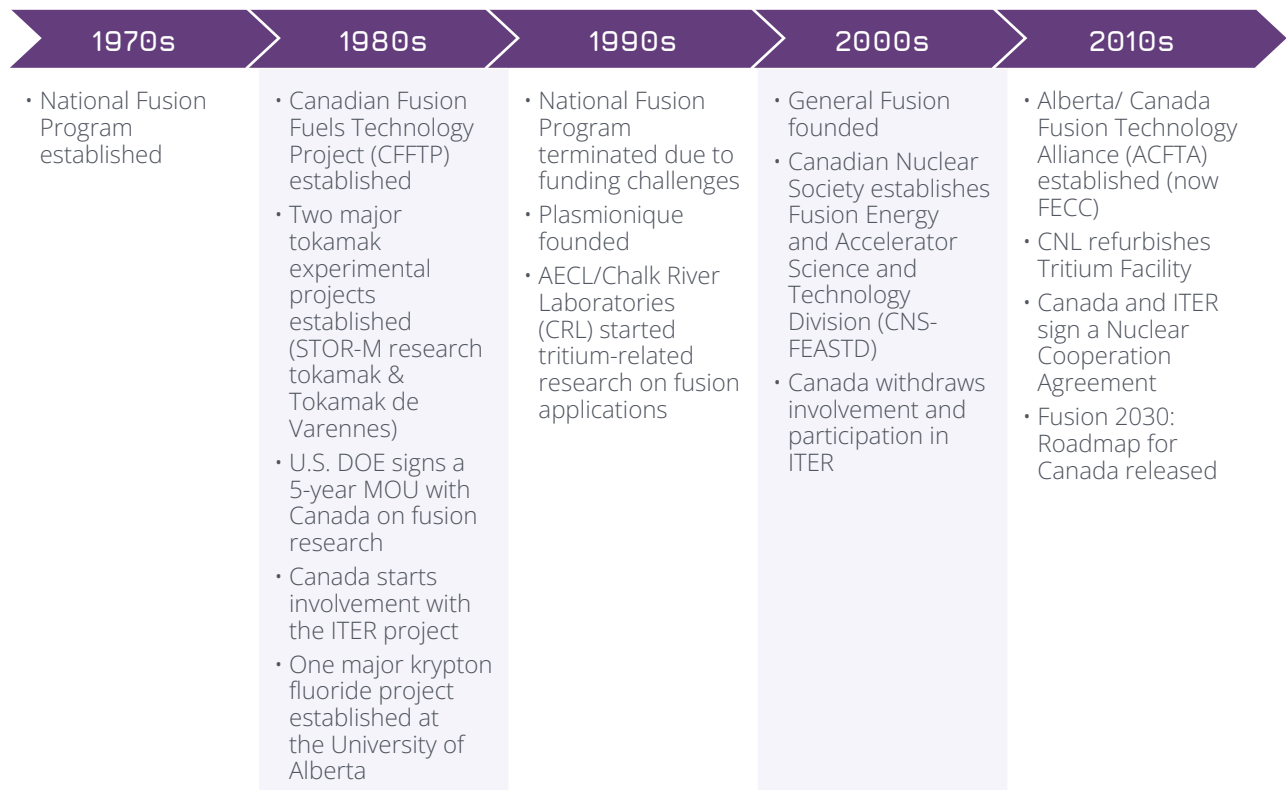 1970s
1980s
1990s
2000s
2010s
• National Fusion
Program
established
• Canadian Fusion
Fuels Technology
Project (CFFTP)
established
• Two major
tokamak
experimental
projects
established
(STOR-M research
tokamak &
Tokamak de
Varennes)
• U.S. DOE signs a
5-year MOU with
Canada on fusion
research
• Canada starts
involvement with
the ITER project
• One major krypton
fluoride project
established at
the University of
Alberta
• National Fusion
Program
terminated due to
funding challenges
• Plasmionique
founded
• AECL/Chalk River
Laboratories
(CRL) started
tritium-related
research on fusion
applications
• General Fusion
founded
• Canadian Nuclear
Society establishes
Fusion Energy
and Accelerator
Science and
Technology
Division (CNS-
FEASTD)
• Canada withdraws
involvement and
participation in
ITER
• Alberta/ Canada
Fusion Technology
Alliance (ACFTA)
established (now
FECC)
• CNL refurbishes
Tritium Facility
• Canada and ITER
sign a Nuclear
Cooperation
Agreement
• Fusion 2030:
Roadmap for
Canada released